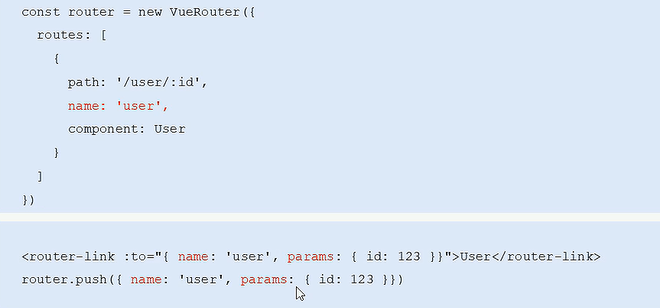 const router = new VueRouter({
  routes: [
    {
      path: '/user/:id',
      name: 'user',
      component: User
    }
  ]
})
<router-link :to="{ name: 'user', params: { id: 123 }}">User</router-link>
router.push({ name: 'user', params: { id: 123 }})